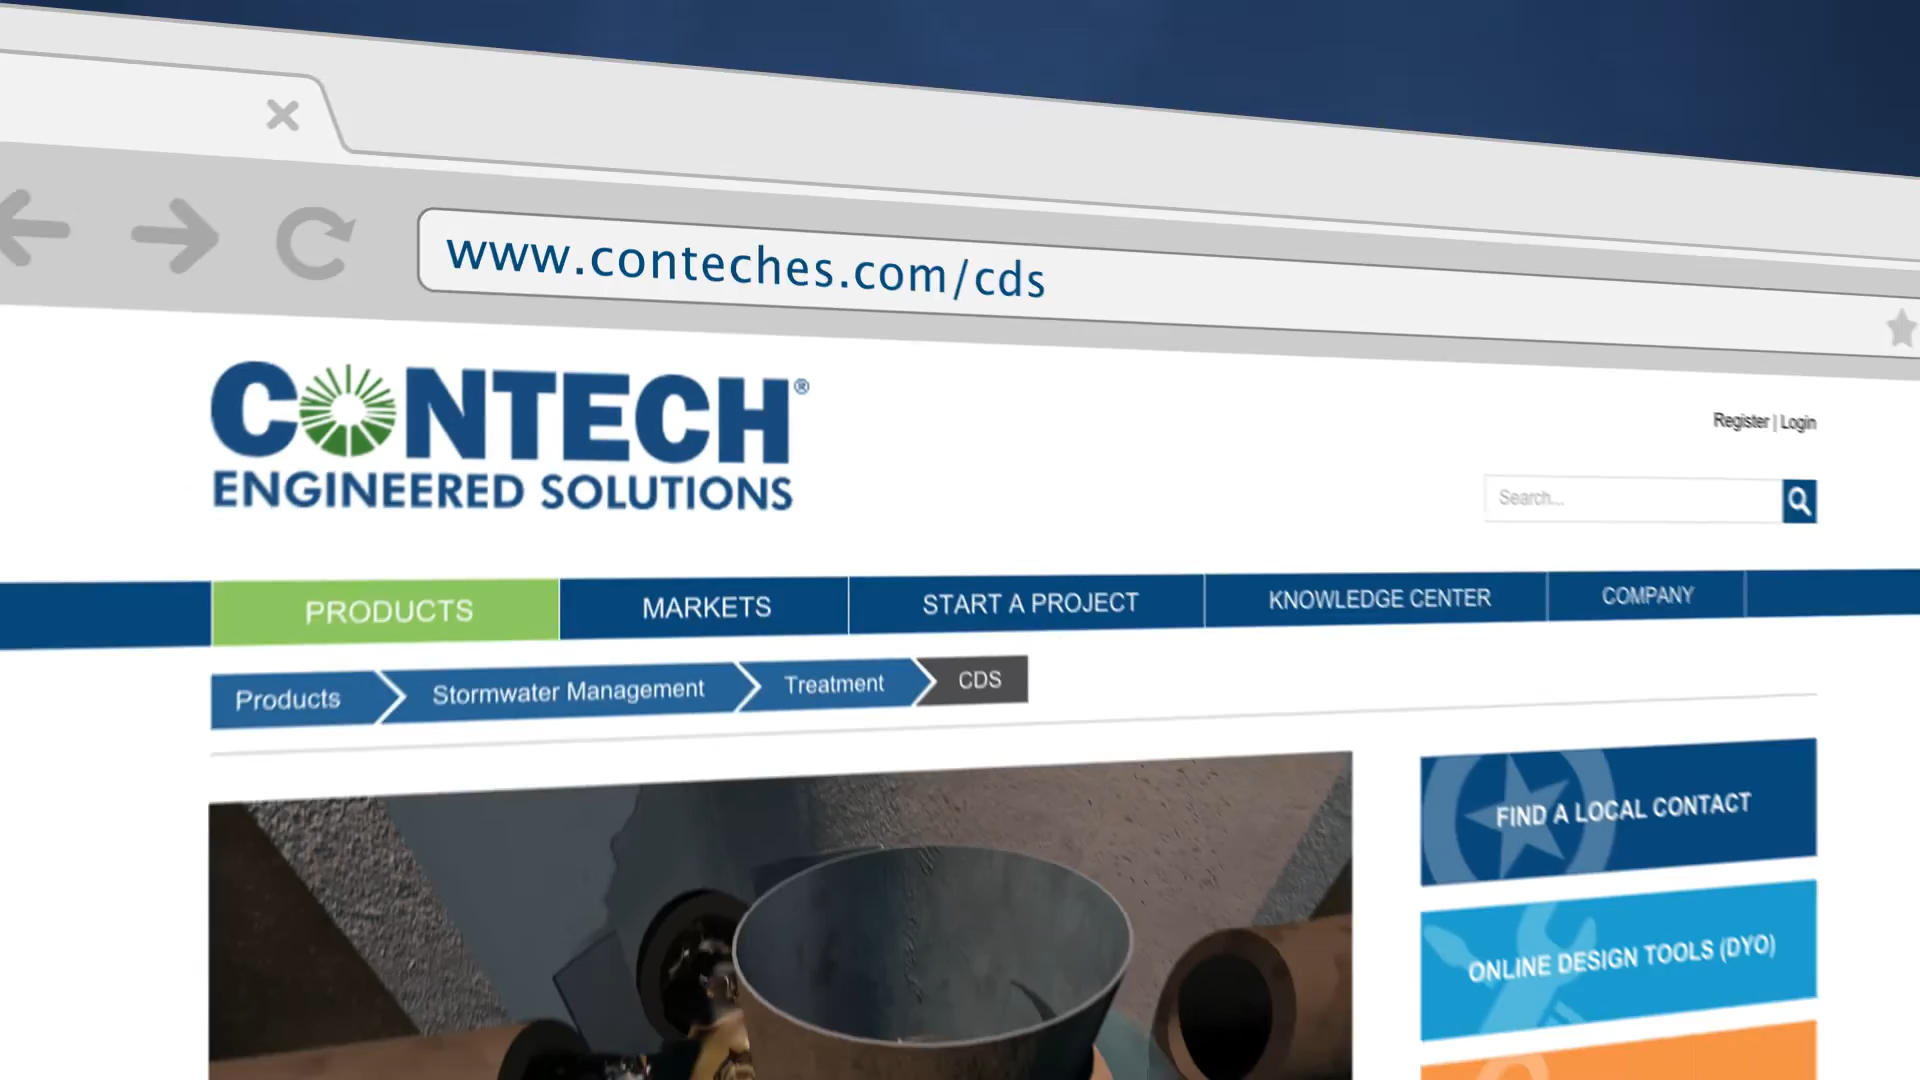 www.conteches.com/cds
CONTECH®
ENGINEERED SOLUTIONS
Register | Login
Search...
PRODUCTS
MARKETS
START A PROJECT
KNOWLEDGE CENTER
COMPANY
Products
Stormwater Management
Treatment
CDS
FIND A LOCAL CONTACT
ONLINE DESIGN TOOLS (DYO)